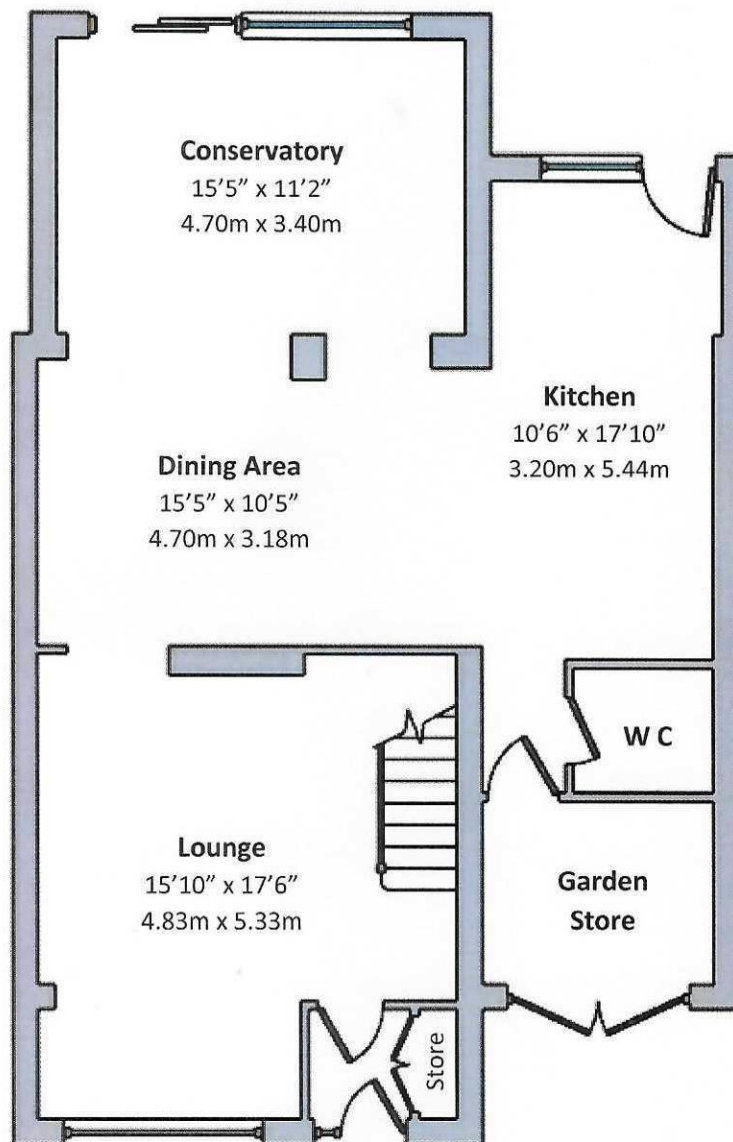 Conservatory
15’5” x 11’2”
4.70m x 3.40m
Kitchen
10’6” x 17’10”
3.20m x 5.44m
Dining Area
15’5” x 10’5”
4.70m x 3.18m
W C
Lounge
15’10” x 17’6”
4.83m x 5.33m
Garden
Store
Store